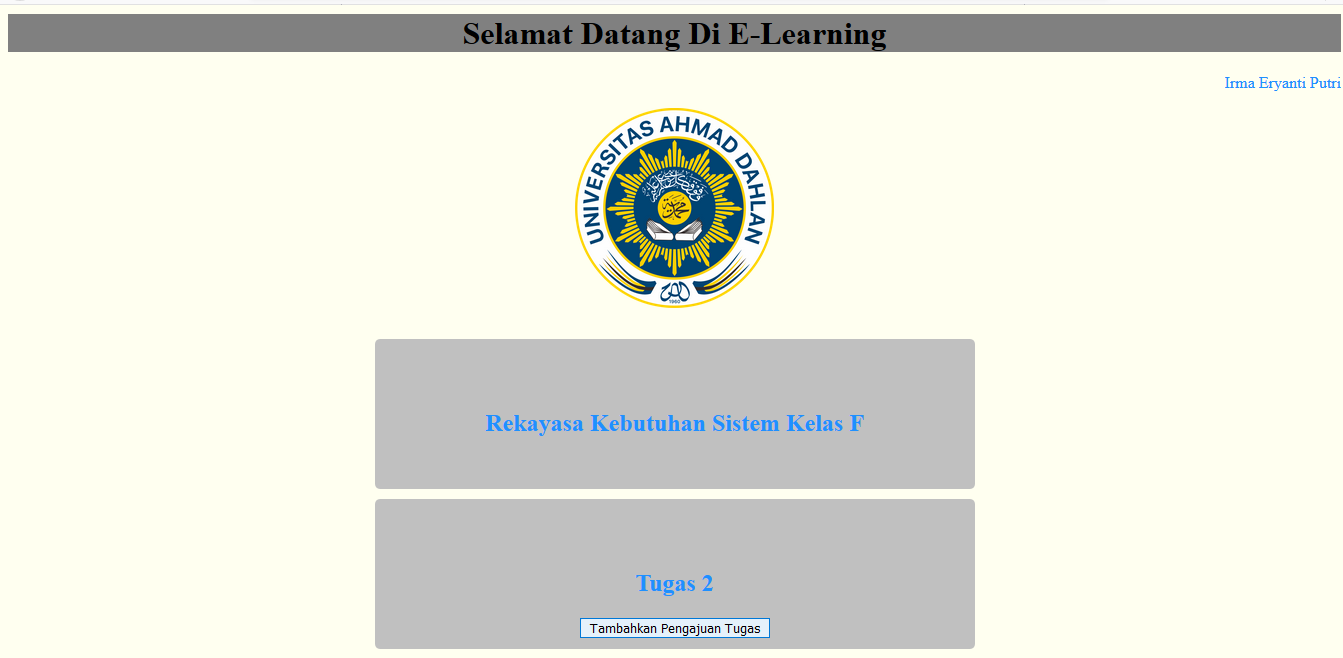 Selamat Datang Di E-Learning
Irma Eryanti Putri
UNIVERSITAS AHMAD DAHLAN
1960
Rekayasa Kebutuhan Sistem Kelas F
Tugas 2
Tambahkan Pengajuan Tugas